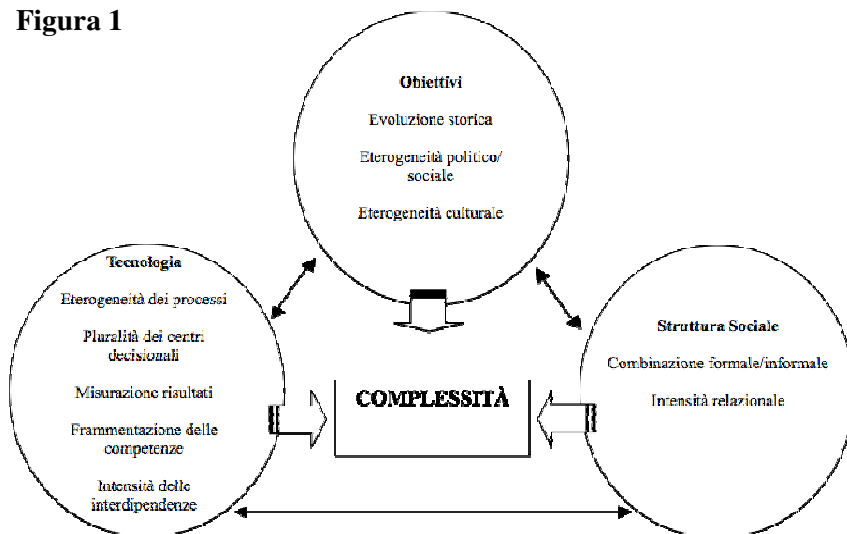 Figura 1
Obiettivi
Evoluzione storica
Eterogeneità politico/
sociale
Eterogeneità culturale
Tecnologia
Eterogeneità dei processi
Pluralità dei centri
decisionali
Misurazione risultati
Frammentazione delle
competenze
Intensità delle
interdipendenze
COMPLESSITÀ
Struttura Sociale
Combinazione formale/informale
Intensità relazionale